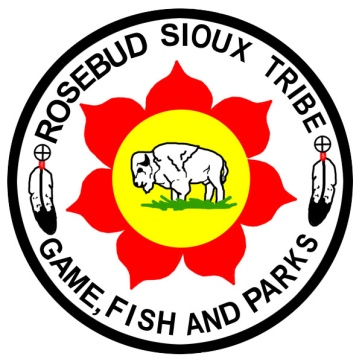 ROSEBUD SIOUX TRIBE
GAME, FISH AND PARKS